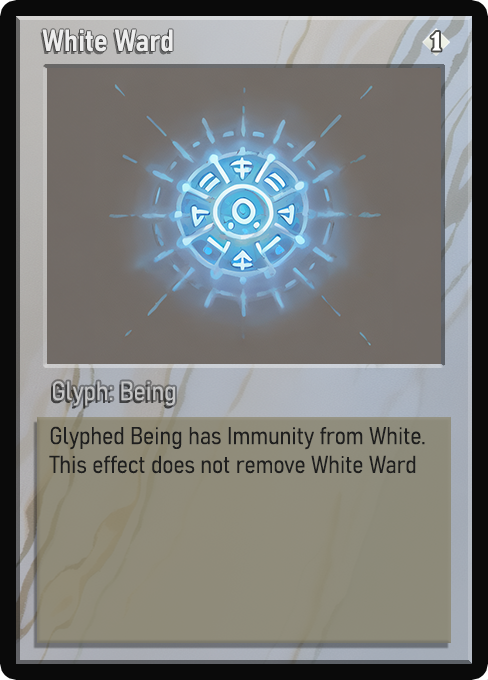 White Ward
1
Glyph: Being
Glyphed Being has Immunity from White.
This effect does not remove White Ward